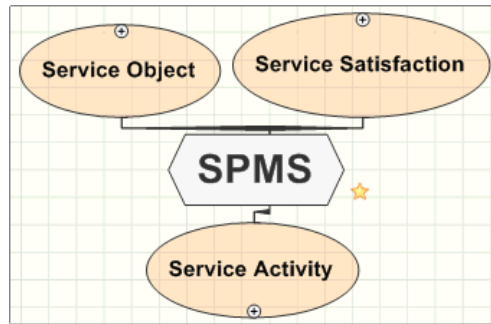 Service Object
Service Satisfaction
SPMS
Service Activity